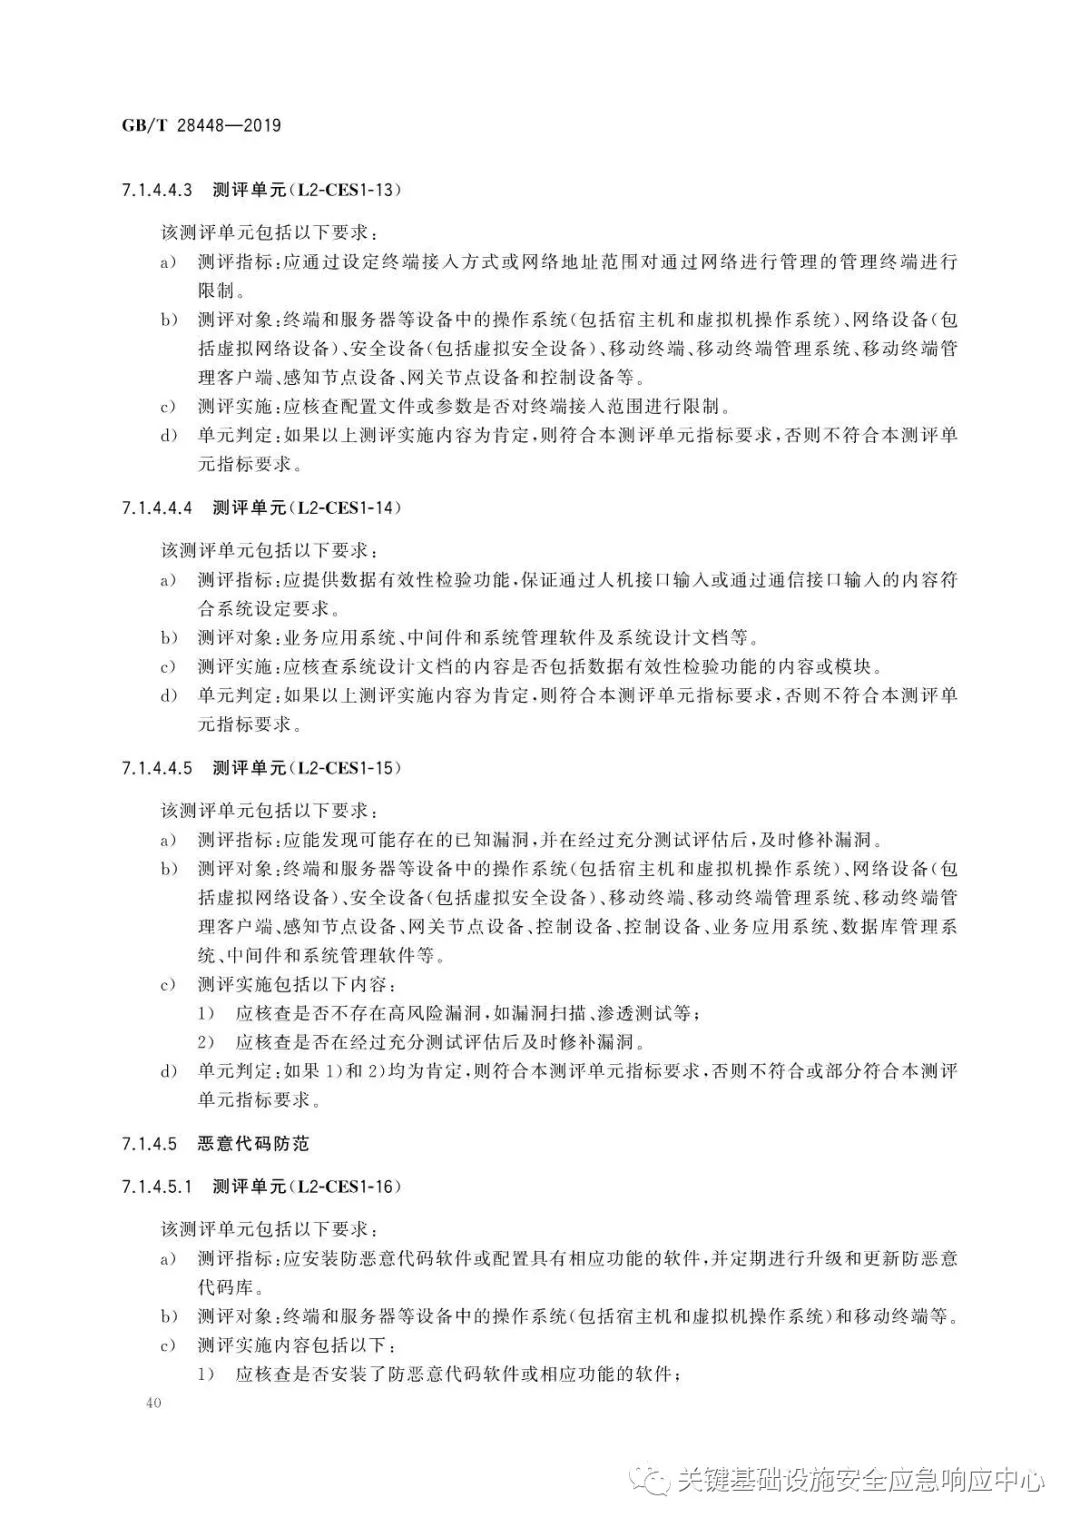 GB/T 28448—2019
7.1.4.4.3 测评单元(L2-CES1-13)
该测评单元包括以下要求:
a) 测评指标:应通过设定终端接入方式或网络地址范围对通过网络进行管理的管理终端进行
限制。
b) 测评对象:终端和服务器等设备中的操作系统(包括宿主机和虚拟机操作系统)、网络设备(包
括虚拟网络设备)、安全设备(包括虚拟安全设备)、移动终端、移动终端管理系统、移动终端管
理客户端、感知节点设备、网关节点设备和控制设备等。
c) 测评实施:应核查配置文件或参数是否对终端接入范围进行限制。
d) 单元判定:如果以上测评实施内容为肯定,则符合本测评单元指标要求,否则不符合本测评单
元指标要求。
7.1.4.4.4 测评单元(L2-CES1-14)
该测评单元包括以下要求:
a) 测评指标:应提供数据有效性检验功能,保证通过人机接口输入或通过通信接口输入的内容符
合系统设定要求。
b) 测评对象:业务应用系统、中间件和系统管理软件及系统设计文档等。
c) 测评实施:应核查系统设计文档的内容是否包括数据有效性检验功能的内容或模块。
d) 单元判定:如果以上测评实施内容为肯定,则符合本测评单元指标要求,否则不符合本测评单
元指标要求。
7.1.4.4.5 测评单元(L2-CES1-15)
该测评单元包括以下要求:
a) 测评指标:应能发现可能存在的已知漏洞,并在经过充分测试评估后,及时修补漏洞。
b) 测评对象:终端和服务器等设备中的操作系统(包括宿主机和虚拟机操作系统)、网络设备(包
括虚拟网络设备)、安全设备(包括虚拟安全设备)、移动终端、移动终端管理系统、移动终端管
理客户端、感知节点设备、网关节点设备、控制设备、控制设备、业务应用系统、数据库管理系
统、中间件和系统管理软件等。
c) 测评实施包括以下内容:
1) 应核查是否不存在高风险漏洞,如漏洞扫描、渗透测试等;
2) 应核查是否在经过充分测试评估后及时修补漏洞。
d) 单元判定:如果 1)和 2)均为肯定,则符合本测评单元指标要求,否则不符合或部分符合本测评
单元指标要求。
7.1.4.5 恶意代码防范
7.1.4.5.1 测评单元(L2-CES1-16)
该测评单元包括以下要求:
a) 测评指标:应安装防恶意代码软件或配置具有相应功能的软件,并定期进行升级和更新防恶意
代码库。
b) 测评对象:终端和服务器等设备中的操作系统(包括宿主机和虚拟机操作系统)和移动终端等。
c) 测评实施内容包括以下:
1) 应核查是否安装了防恶意代码软件或相应功能的软件;
40
关键基础设施安全应急响应中心